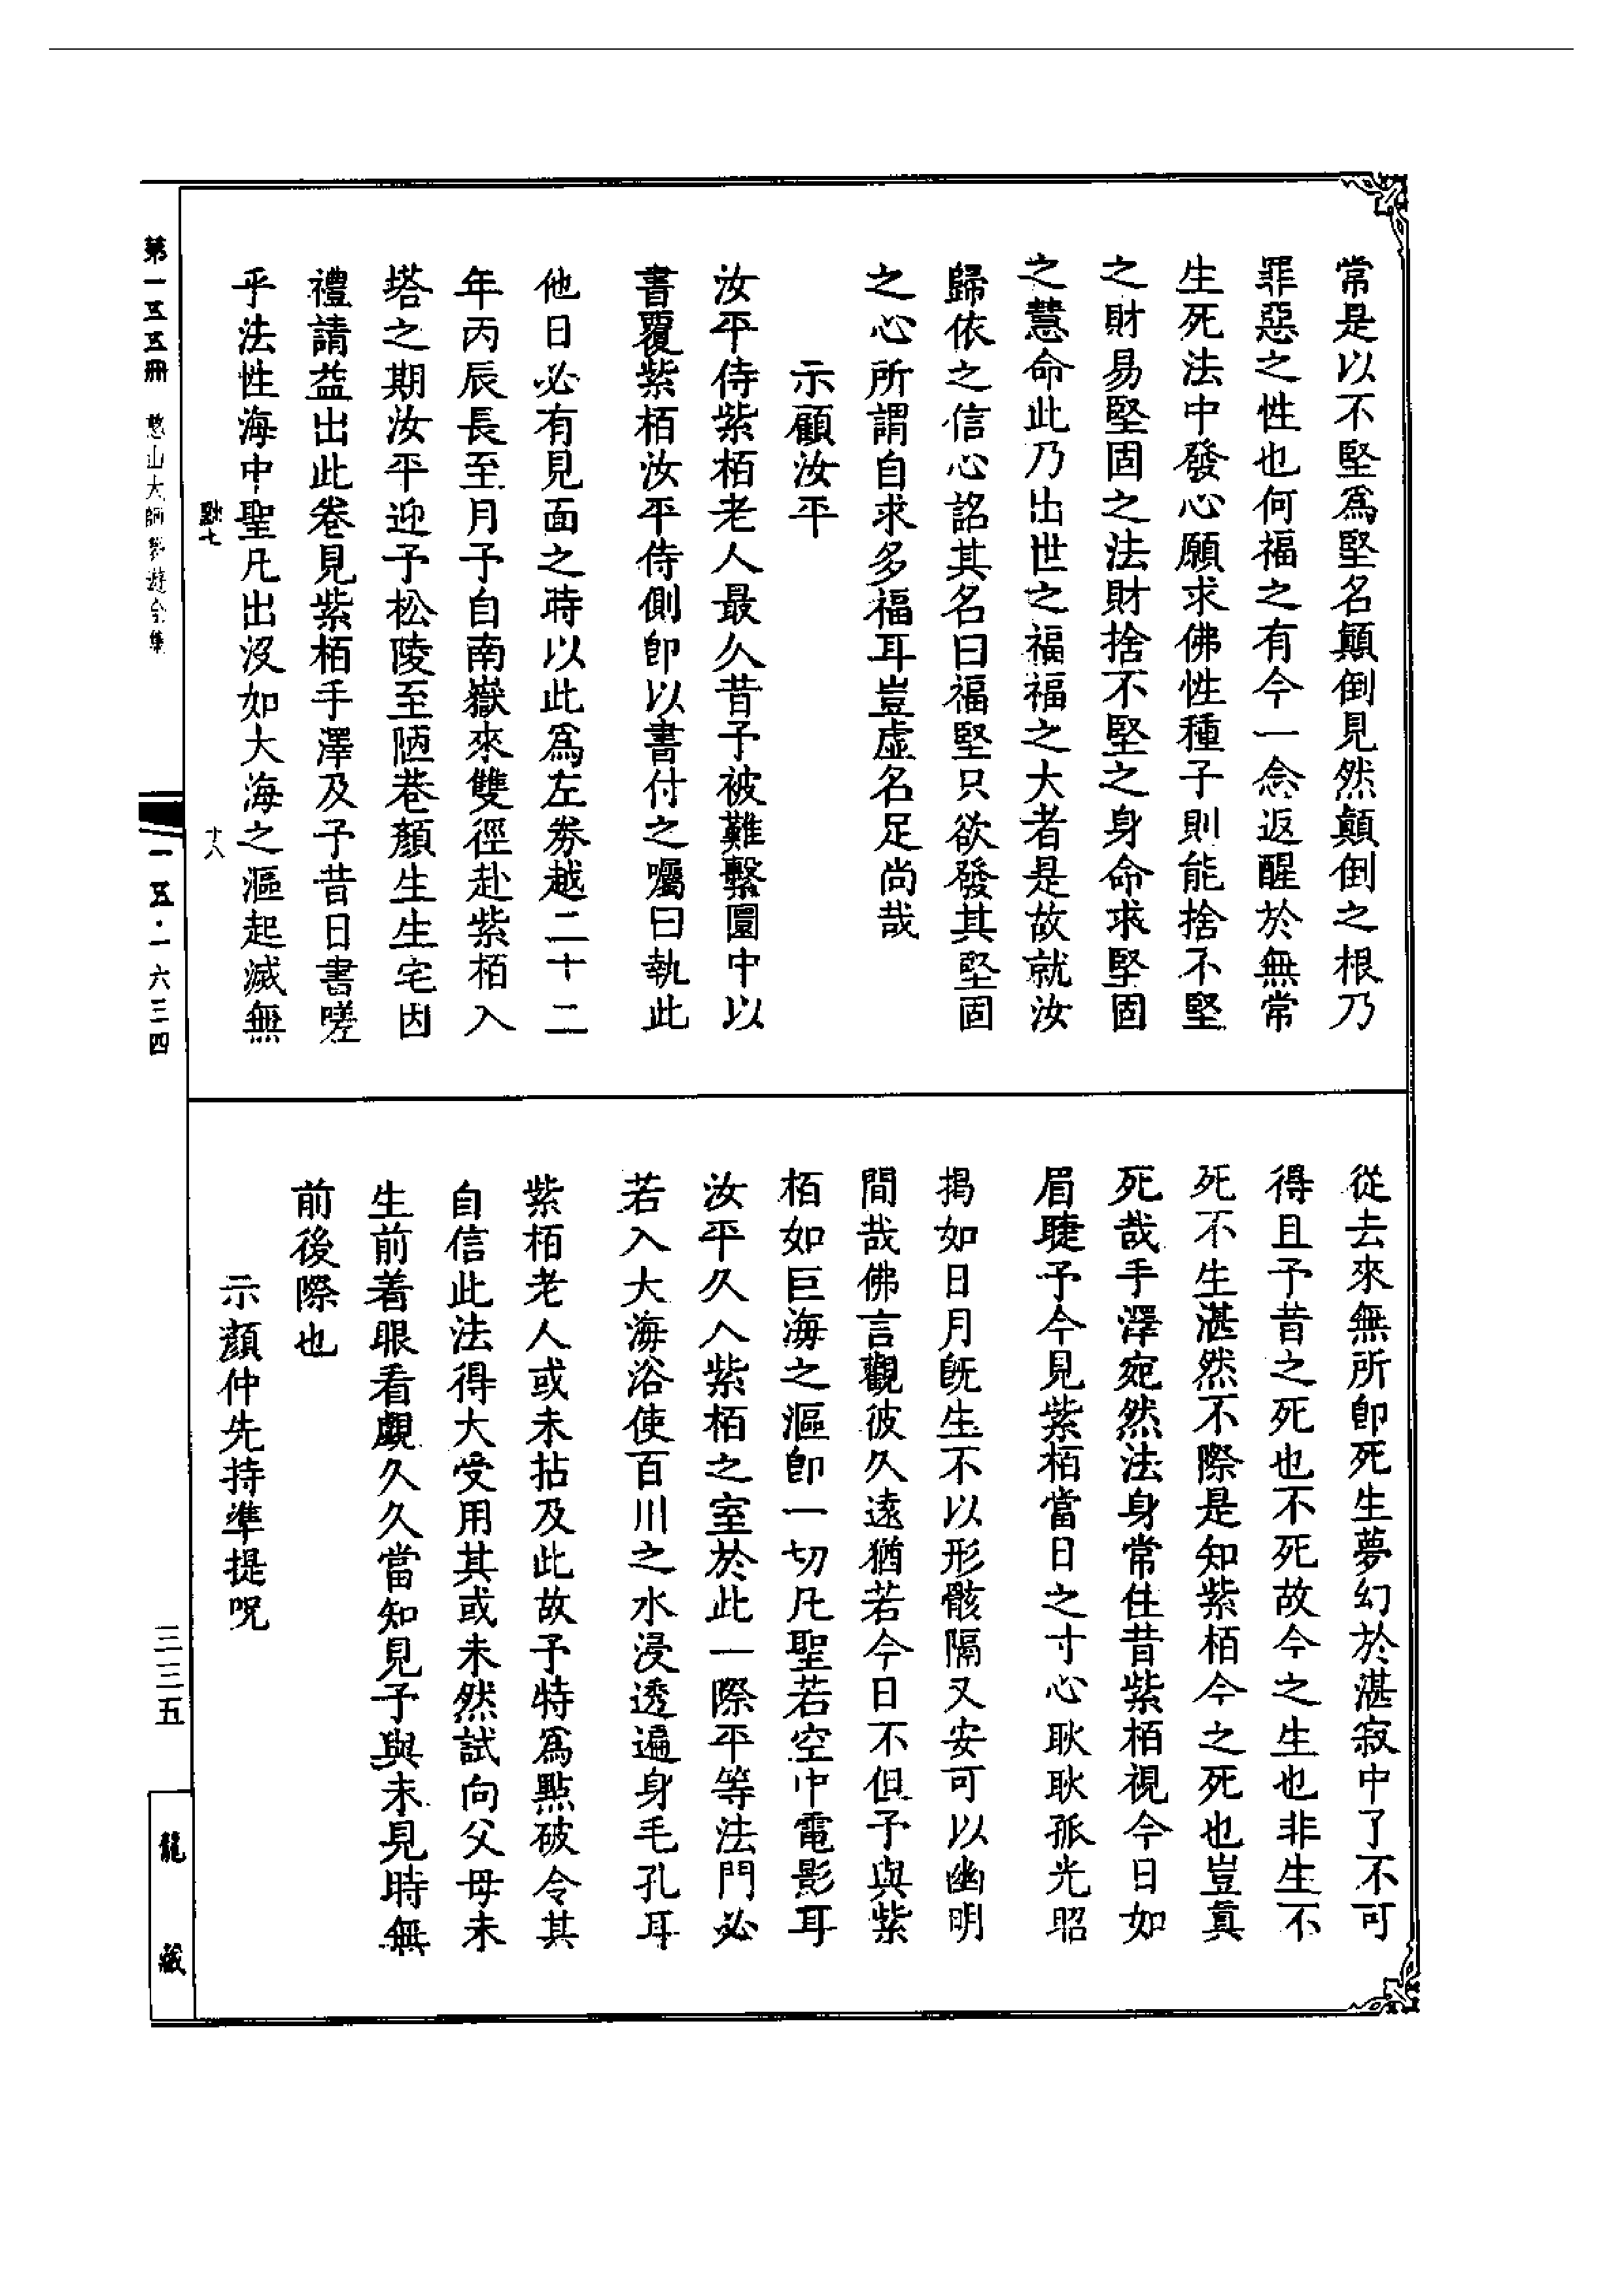 常是以不堅爲堅名顛倒見然顛倒之根乃
罪惡之性也何福之有今一念返醒於無常
生死法中發心願求佛性種子則能捨不堅
之財易堅固之法財捨不堅之身命求堅固
之慧命此乃出世之福福之大者是故就汝
歸依之信心詺其名曰福堅只欲發其堅固
之心所謂自求多福耳豈虛名足尚哉
示顧汝平
汝平侍紫栢老人最久昔予被難繫圄中以
書覆紫栢汝平侍側卽以書付之囑曰執此
他日必有見面之時以此爲左券越二十二
年丙辰長至月予自南嶽來雙徑赴紫栢入
塔之期汝平迎予松陵至陋巷顏生生宅因
禮請益出此卷見紫栢手澤及予昔日書嗟
乎法性海中聖凡出沒如大海之漚起滅無
從去來無所卽死生夢幻於湛寂中了不可
得且予昔之死也不死故今之生也非生不
死不生湛然不際是知紫栢今之死也豈真
死哉手澤宛然法身常住昔紫栢視今日如
眉睫予今見紫栢當日之寸心耿耿孤光昭
揭如日月旣生不以形骸隔又安可以幽明
間哉佛言觀彼久遠猶若今日不但予與紫
栢如巨海之漚卽一切凡聖若空中電影耳
汝平久入紫栢之室於此一際平等法門必
若入大海浴使百川之水浸透遍身毛孔耳
紫栢老人或未拈及此故予特爲點破令其
自信此法得大受用其或未然試向父母未
生前着眼看覷久久當知見予與未見時無
前後際也
示顏仲先持準提呪
第一五五冊 憨山大師夢遊全集
一五·一六三四
三三五
龍藏
十八